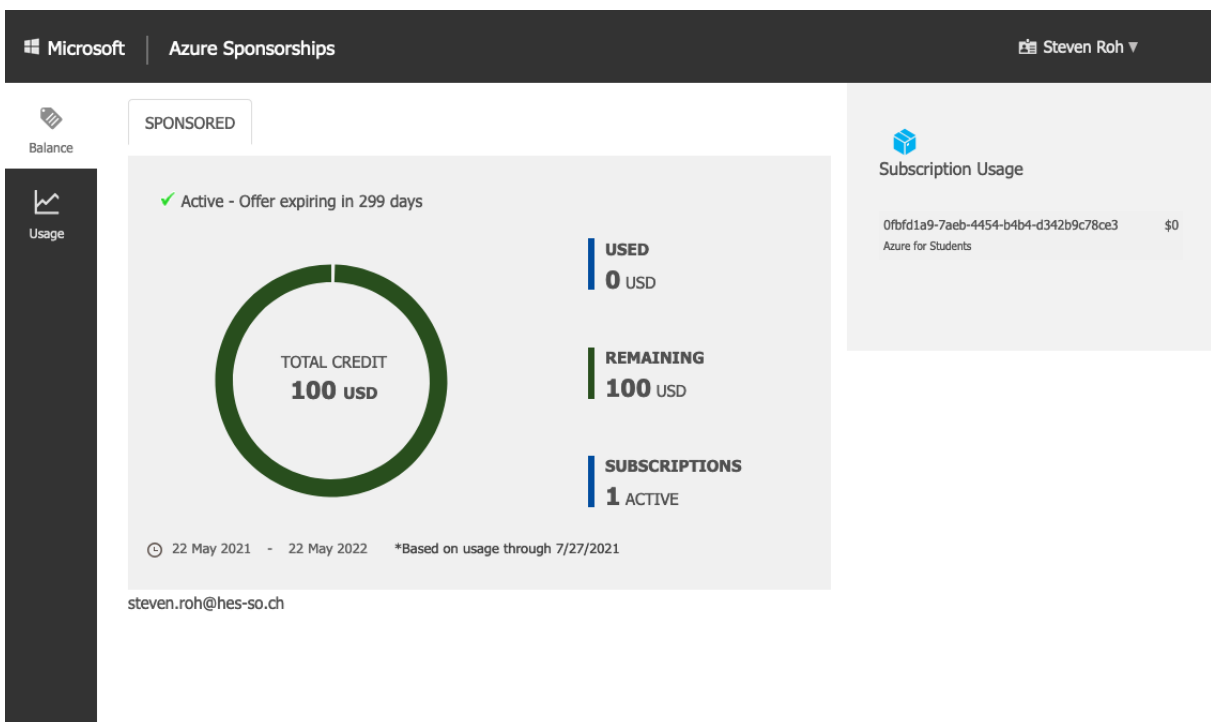 Microsoft | Azure Sponsorships
Steven Roh ▼
Balance
Usage
SPONSORED
✓ Active - Offer expiring in 299 days
TOTAL CREDIT
100 USD
USED
0 USD
REMAINING
100 USD
SUBSCRIPTIONS
1 ACTIVE
22 May 2021 - 22 May 2022 *Based on usage through 7/27/2021
steven.roh@hes-so.ch
Subscription Usage
0fbfd1a9-7aeb-4454-b4b4-d342b9c78ce3 $0
Azure for Students